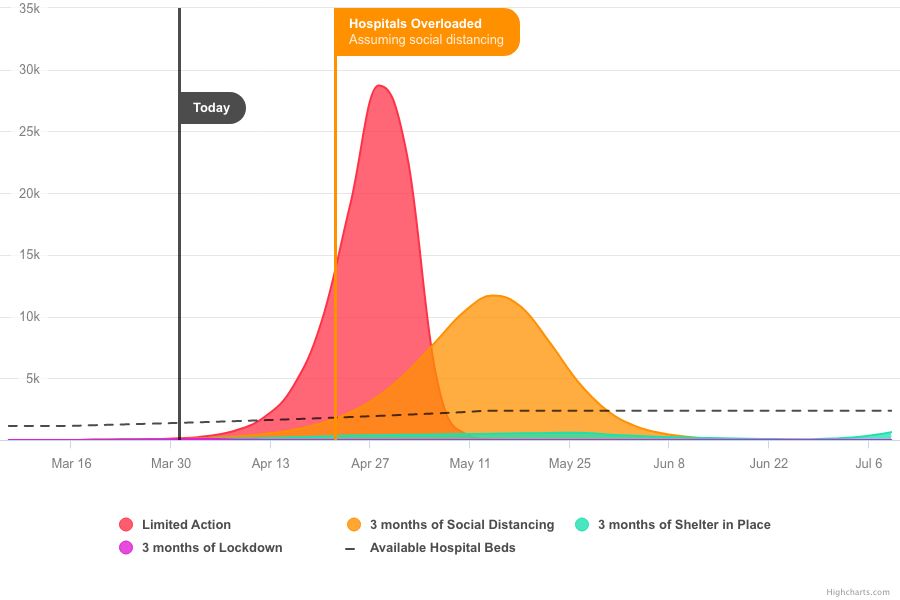 35k
Hospitals Overloaded
Assuming social distancing
30k
Today
25k
20k
15k
10k
5k
Mar 16 Mar 30 Apr 13 Apr 27 May 11 May 25 Jun 8 Jun 22 Jul 6
Limited Action 3 months of Social Distancing 3 months of Shelter in Place
3 months of Lockdown Available Hospital Beds
Highcharts.com